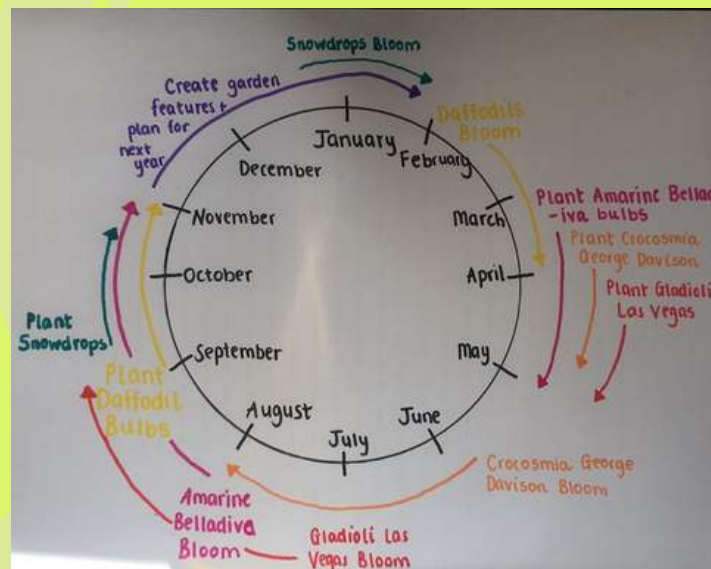 Snowdrops Bloom
Create garden
features +
plan for
next
year
Daffodils
Bloom
January
February
December
March
Plant Amarine Bellad
-iva bulbs
Plant Crocosmia
George Davison
Plant Gladioli
Las Vegas
November
October
April
Plant
Snowdrops
September
May
Plant
Daffodil
Bulbs
August
June
July
Crocosmia George
Davison Bloom
Amarine
Belladiva
Bloom
Gladioli Las
Vegas Bloom